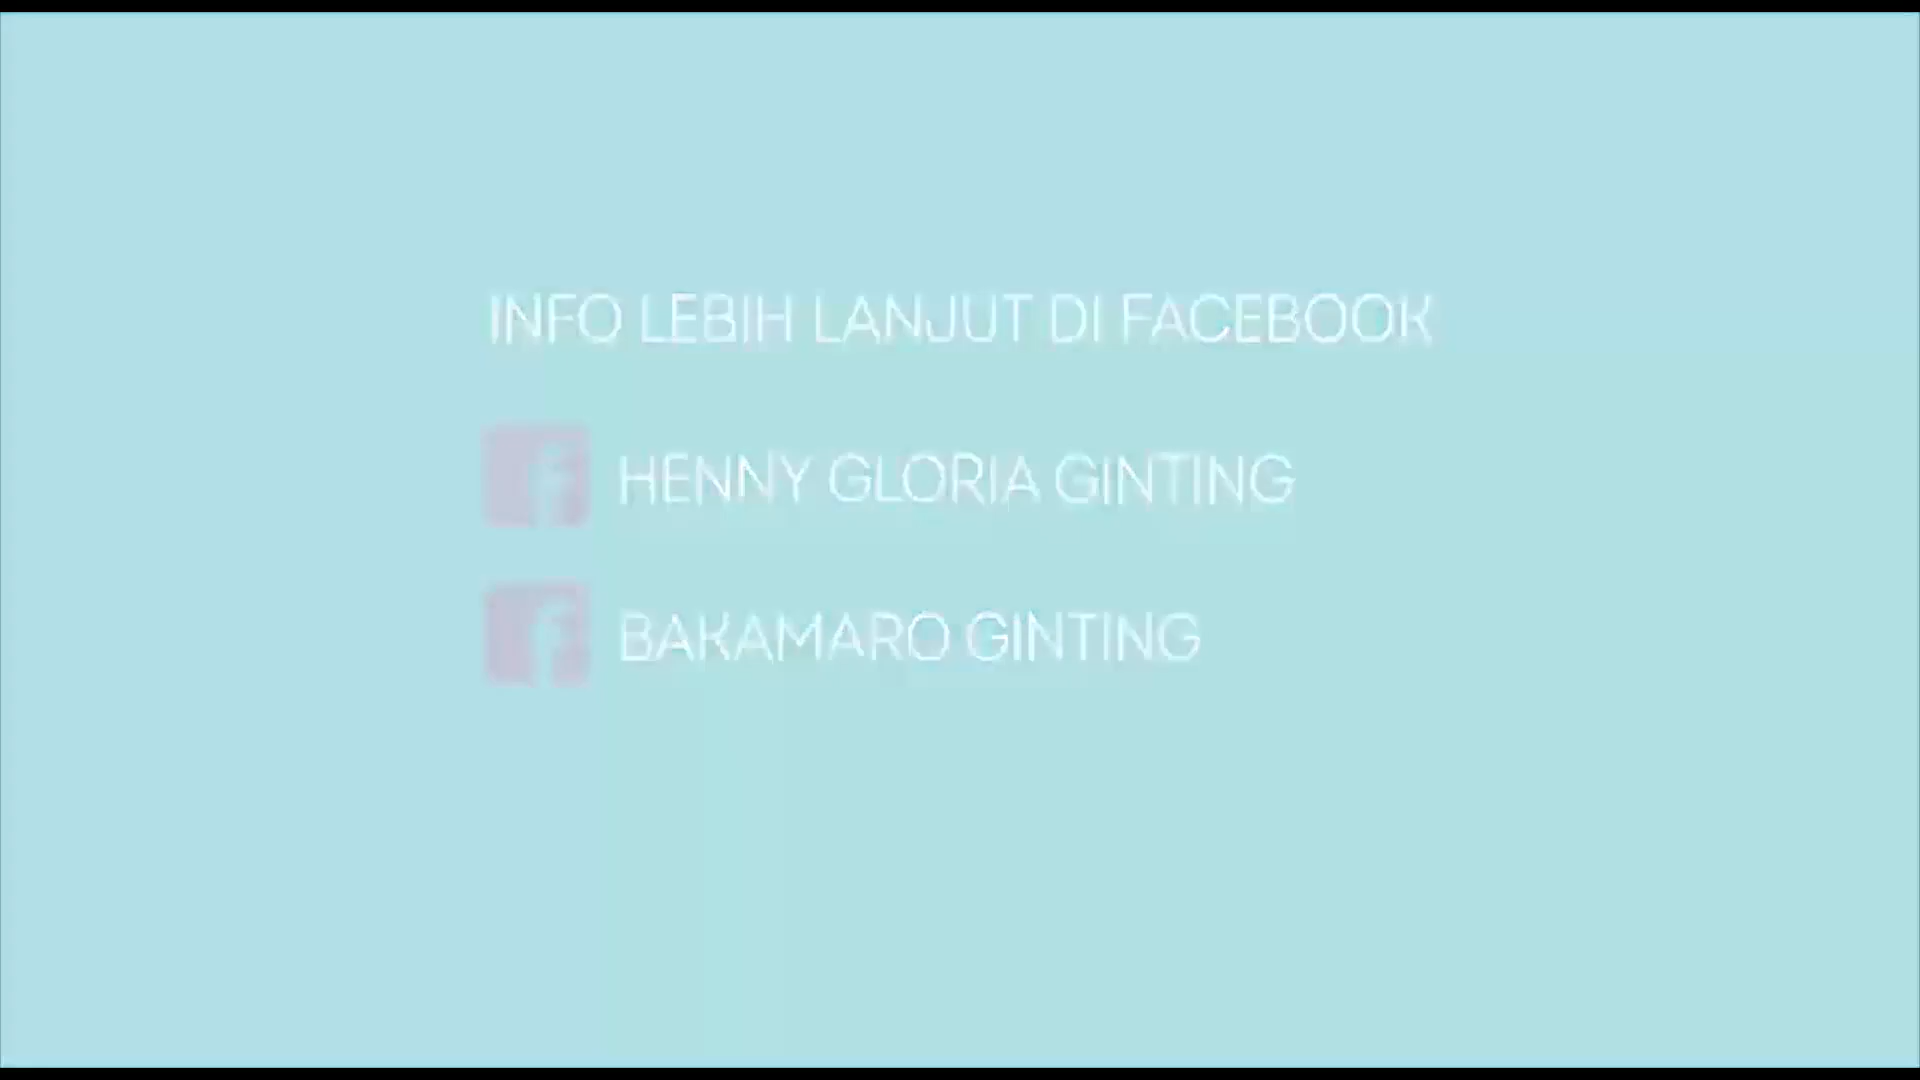 INFO LEBIH LANJUT DI FACEBOOK
HENNY GLORIA GINTING
BAKAMARO GINTING